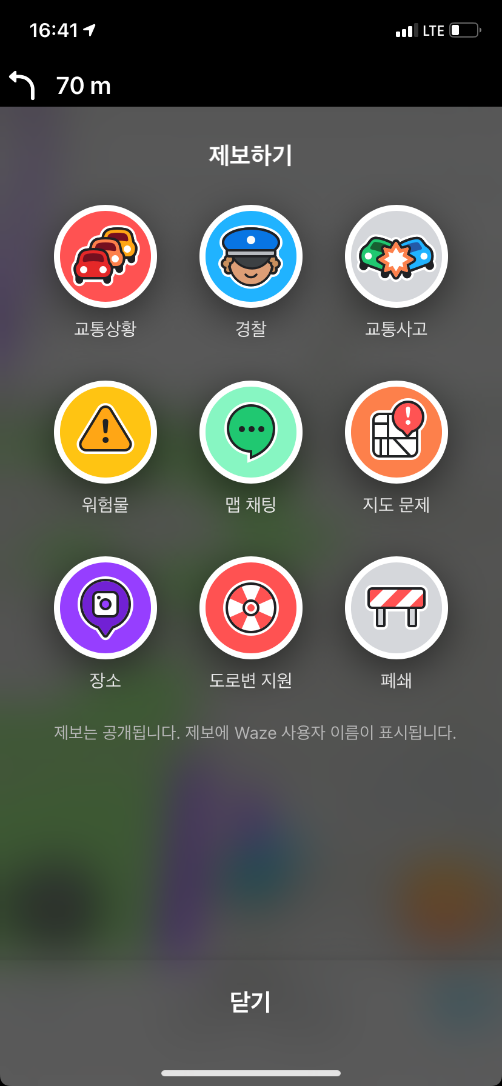 16:41
LTE
70 m
제보하기
교통상황
경찰
교통사고
워험물
맵 채팅
지도 문제
장소
도로변 지원
폐쇄
제보는 공개됩니다. 제보에 Waze 사용자 이름이 표시됩니다.
닫기